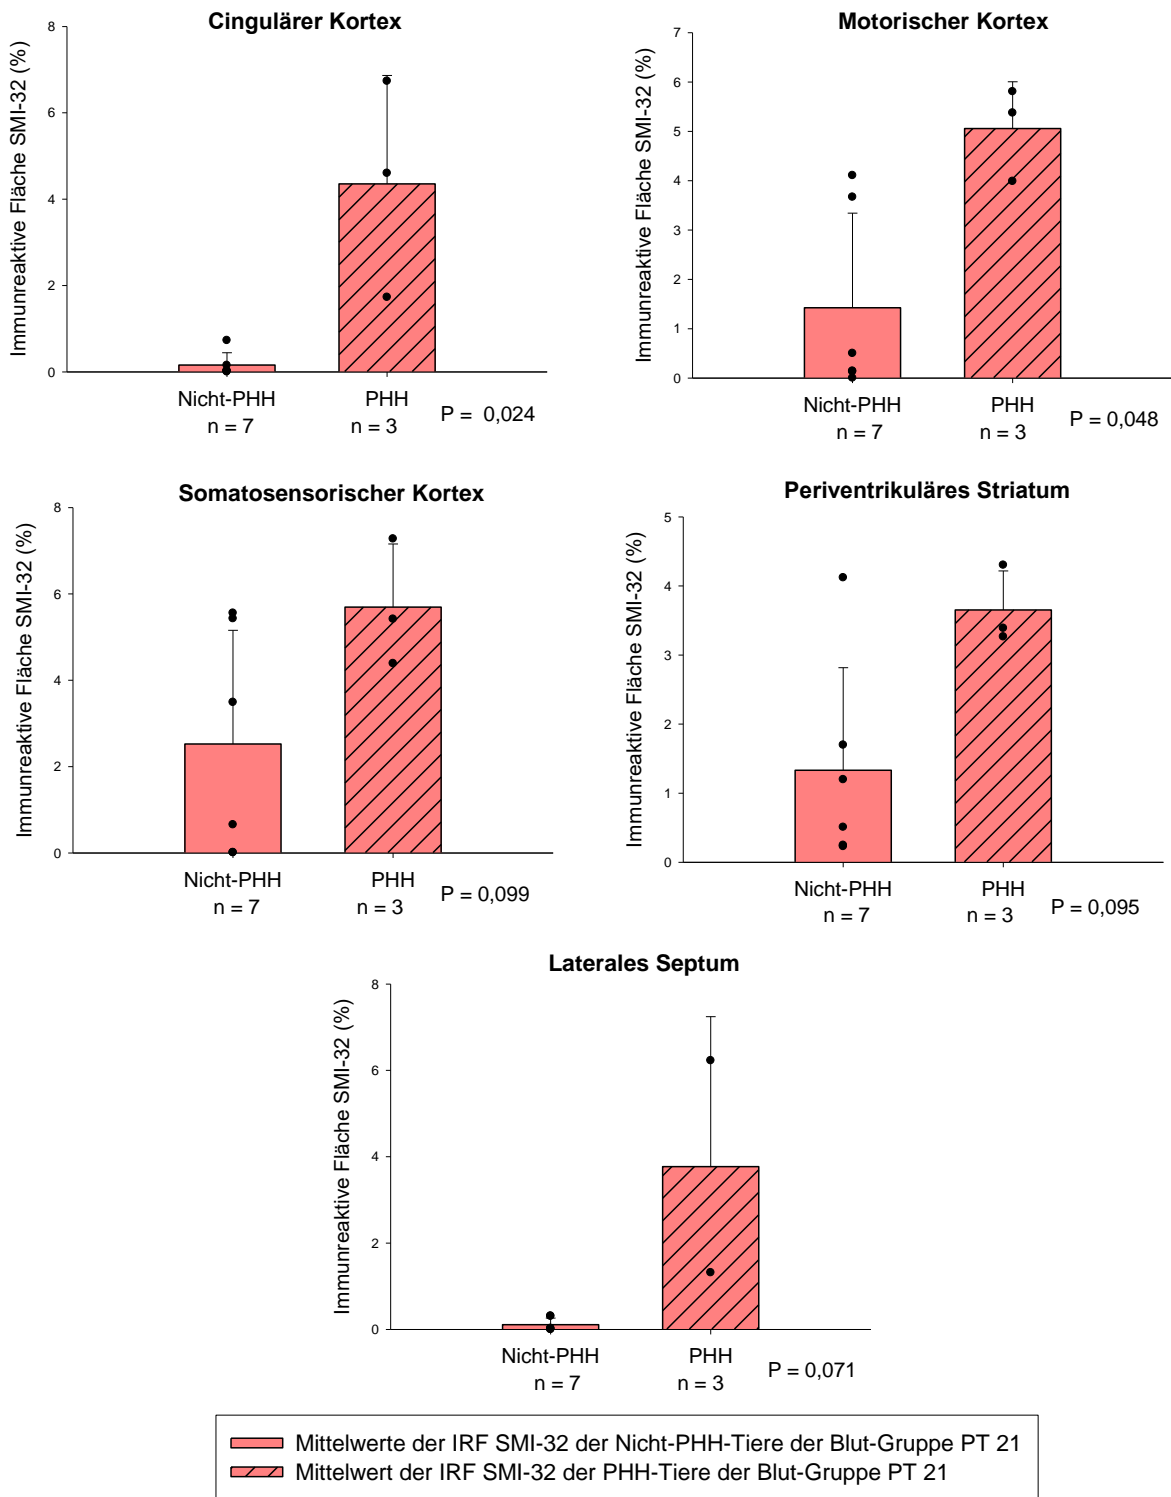 Cingulärer Kortex
Immunreaktive Fläche SMI-32 (%)
8
6
4
2
0
Nicht-PHH
n = 7
PHH
n = 3
P = 0,024
Motorischer Kortex
Immunreaktive Fläche SMI-32 (%)
7
6
5
4
3
2
1
0
Nicht-PHH
n = 7
PHH
n = 3
P = 0,048
Somatosensorischer Kortex
Immunreaktive Fläche SMI-32 (%)
8
6
4
2
0
Nicht-PHH
n = 7
PHH
n = 3
P = 0,099
Periventrikuläres Striatum
Immunreaktive Fläche SMI-32 (%)
5
4
3
2
1
0
Nicht-PHH
n = 7
PHH
n = 3
P = 0,095
Laterales Septum
Immunreaktive Fläche SMI-32 (%)
8
6
4
2
0
Nicht-PHH
n = 7
PHH
n = 3
P = 0,071
Mittelwerte der IRF SMI-32 der Nicht-PHH-Tiere der Blut-Gruppe PT 21
Mittelwert der IRF SMI-32 der PHH-Tiere der Blut-Gruppe PT 21